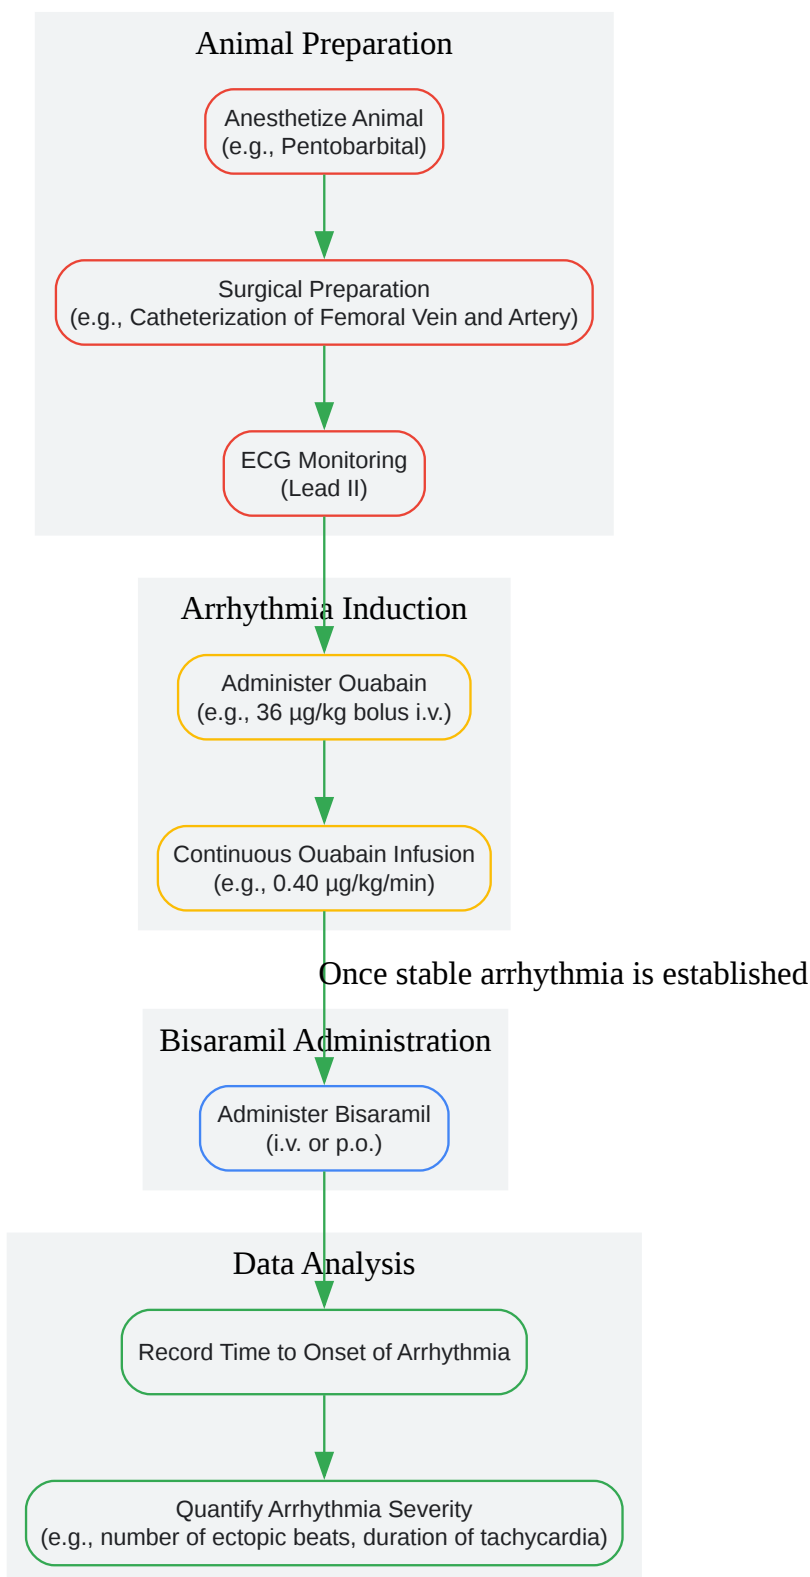 Animal Preparation
Anesthetize Animal
(e.g., Pentobarbital)
Surgical Preparation
(e.g., Catheterization of Femoral Vein and Artery)
ECG Monitoring
(Lead II)
Arrhythmia Induction
Administer Ouabain
(e.g., 36 µg/kg bolus i.v.)
Continuous Ouabain Infusion
(e.g., 0.40 µg/kg/min)
Once stable arrhythmia is established
Bisaramil Administration
Administer Bisaramil
(i.v. or p.o.)
Data Analysis
Record Time to Onset of Arrhythmia
Quantify Arrhythmia Severity
(e.g., number of ectopic beats, duration of tachycardia)